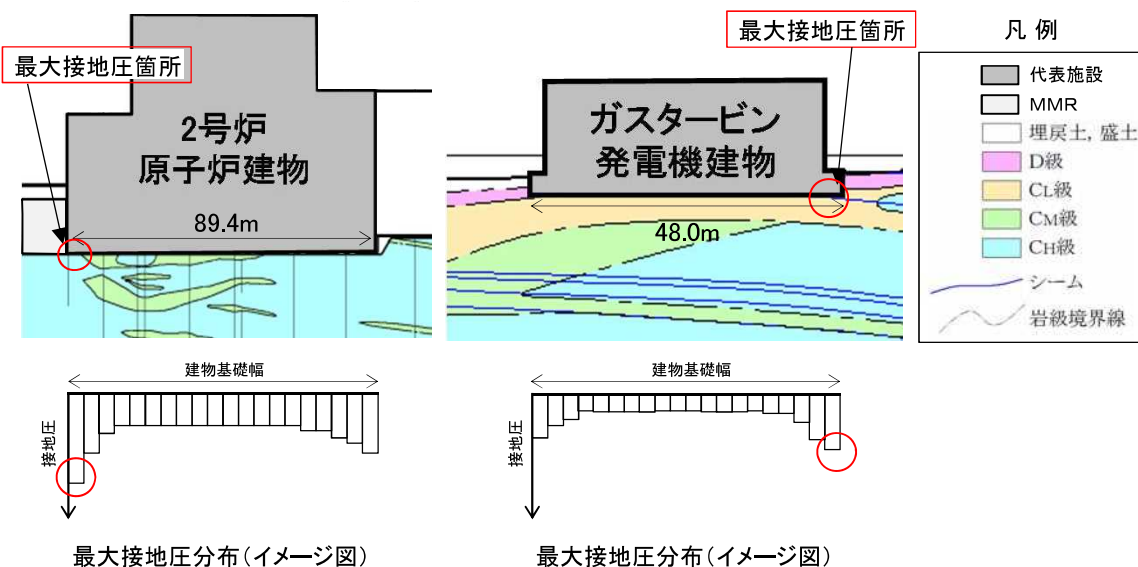 最大接地圧箇所
2号炉
原子炉建物
89.4m
最大接地圧箇所
ガスタービン
発電機建物
48.0m
凡 例
代表施設
MMR
埋戻土, 盛土
D級
CL級
CM級
CH級
シーム
岩級境界線
建物基礎幅
接地圧
最大接地圧分布(イメージ図)
建物基礎幅
接地圧
最大接地圧分布(イメージ図)